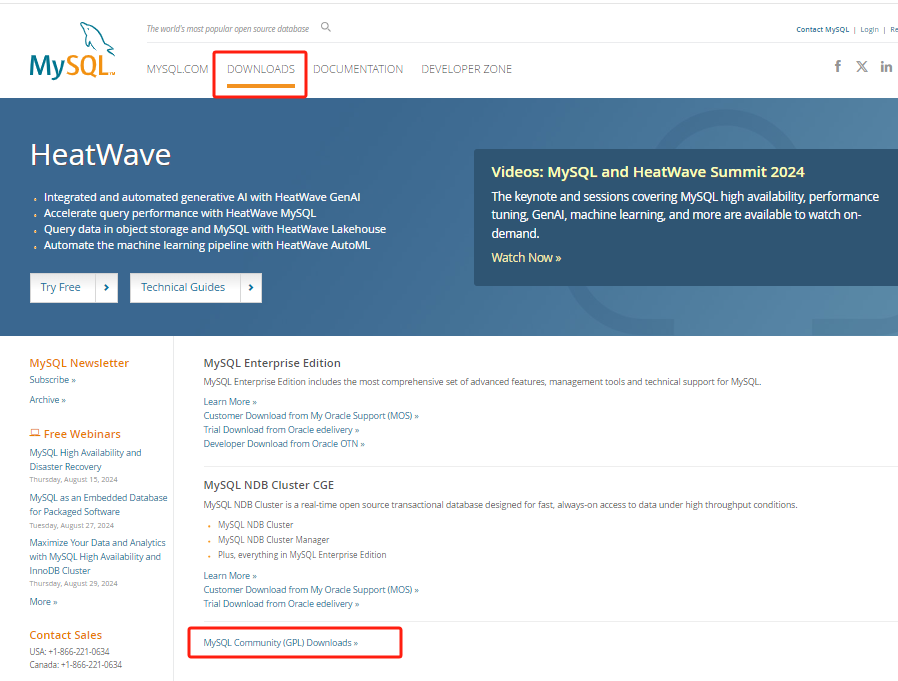 The world's most popular open source database
Contact MySQL | Login |
MySQL™
MYSQL.COM DOWNLOADS DOCUMENTATION DEVELOPER ZONE
HeatWave
Integrated and automated generative AI with HeatWave GenAI
Accelerate query performance with HeatWave MySQL
Query data in object storage and MySQL with HeatWave Lakehouse
Automate the machine learning pipeline with HeatWave AutoML
Try Free
Technical Guides
Videos: MySQL and HeatWave Summit 2024
The keynote and sessions covering MySQL high availability, performance
tuning, GenAI, machine learning, and more are available to watch on-
demand.
Watch Now »
MySQL Newsletter
Subscribe »
Archive »
Free Webinars
MySQL High Availability and
Disaster Recovery
Thursday, August 15, 2024
MySQL as an Embedded Database
for Packaged Software
Tuesday, August 27, 2024
Maximize Your Data and Analytics
with MySQL High Availability and
InnoDB Cluster
Thursday, August 29, 2024
More »
Contact Sales
USA: +1-866-221-0634
Canada: +1-866-221-0634
MySQL Enterprise Edition
MySQL Enterprise Edition includes the most comprehensive set of advanced features, management tools and technical support for MySQL.
Learn More »
Customer Download from My Oracle Support (MOS) »
Trial Download from Oracle edelivery »
Developer Download from Oracle OTN »
MySQL NDB Cluster CGE
MySQL NDB Cluster is a real-time open source transactional database designed for fast, always-on access to data under high throughput conditions.
MySQL NDB Cluster
MySQL NDB Cluster Manager
Plus, everything in MySQL Enterprise Edition
Learn More »
Customer Download from My Oracle Support (MOS) »
Trial Download from Oracle edelivery »
MySQL Community (GPL) Downloads »